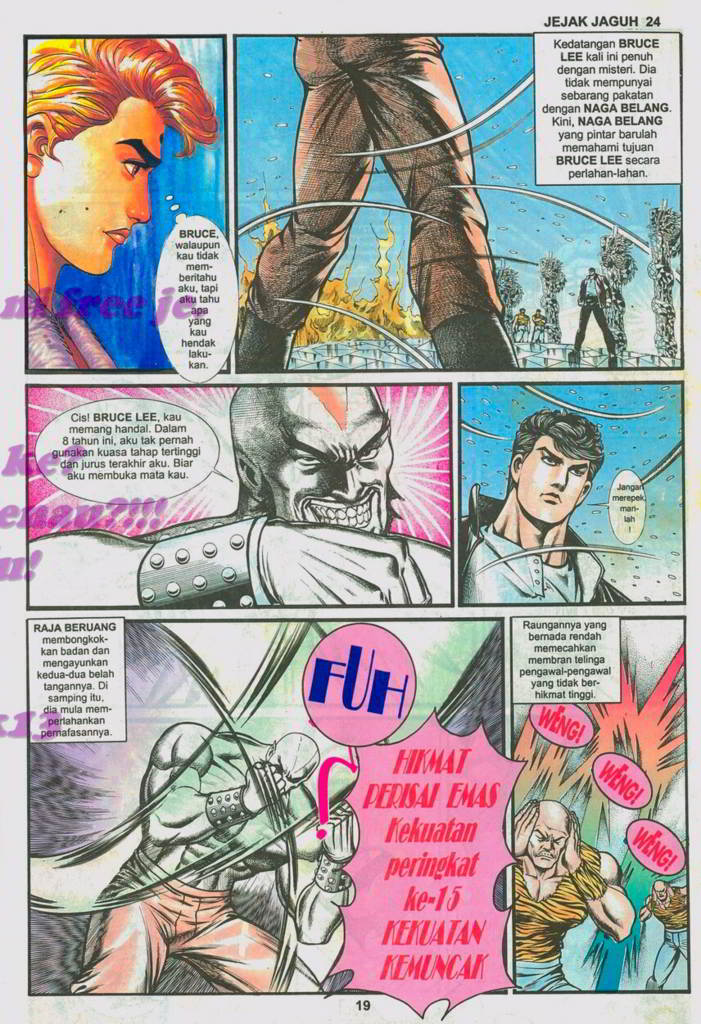 JEJAK JAGUH 24
Kedatangan BRUCE
LEE kali ini penuh
dengan misteri. Dia
tidak mempunyai
sebarang pakatan
dengan NAGA BELANG.
Kini, NAGA BELANG
yang pintar barulah
memahami tujuan
BRUCE LEE secara
perlahan-lahan.
BRUCE,
walaupun
kau tidak
mem-
beritahu
aku, tapi
aku tahu
apa
yang
kau
hendak
laku-
kan.
Cis! BRUCE LEE, kau
memang handal. Dalam
8 tahun ini, aku tak pernah
gunakan kuasa tahap tertinggi
dan jurus terakhir aku. Biar
aku membuka mata kau.
Jangan
merepek,
mari-
lah
!
RAJA BERUANG
membongkok-
kan badan dan
mengayunkan
kedua-dua belah
tangannya. Di
samping itu,
dia mula mem-
perlahankan
pernafasannya.
FUH
HIKMAT
PERISAI EMAS
Kekuatan
peringkat
ke-15
KEKUATAN
KEMUNCAK
Raungannya yang
bernada rendah
memecahkan
membran telinga
pengawal-pengawal
yang tidak ber-
hikmat tinggi.
WENG!
WENG!
WENG!
19